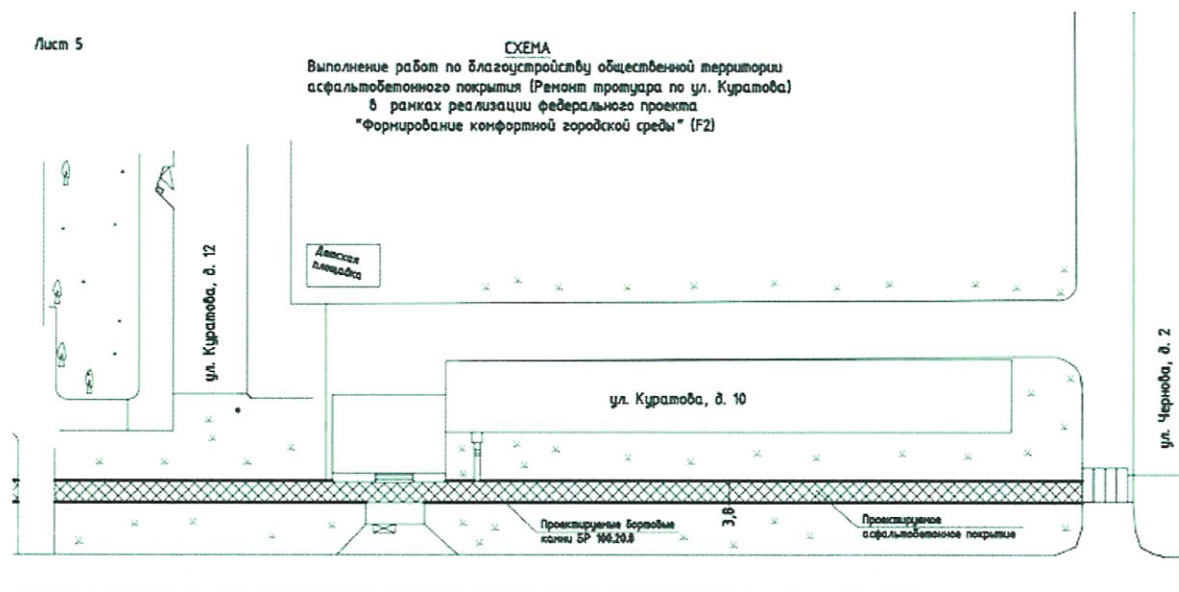 Лист 5
СХЕМА
Выполнение работ по благоустройству общественной территории
асфальтобетонного покрытия (Ремонт тротуара по ул. Куратова)
в рамках реализации федерального проекта
"Формирование комфортной городской среды" (F2)
ул. Куратова, д. 12
Детская
площадка
ул. Куратова, д. 10
ул. Чернова, д. 2
Проектируемые бортовые
камни БР 100.20.8
3,8
Проектируемое
асфальтобетонное покрытие